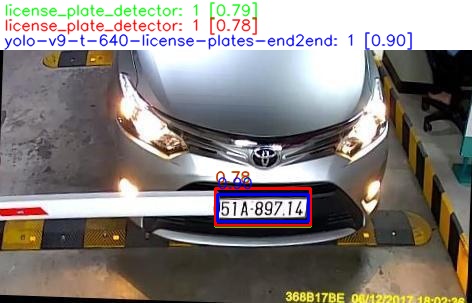 license_plate_detector: 1 [0.79]
license_plate_detector: 1 [0.78]
yolo-v9-t-640-license-plates-end2end: 1 [0.90]
0.78
51A-897.14
368B17BE 06/12/2017 18:02:36